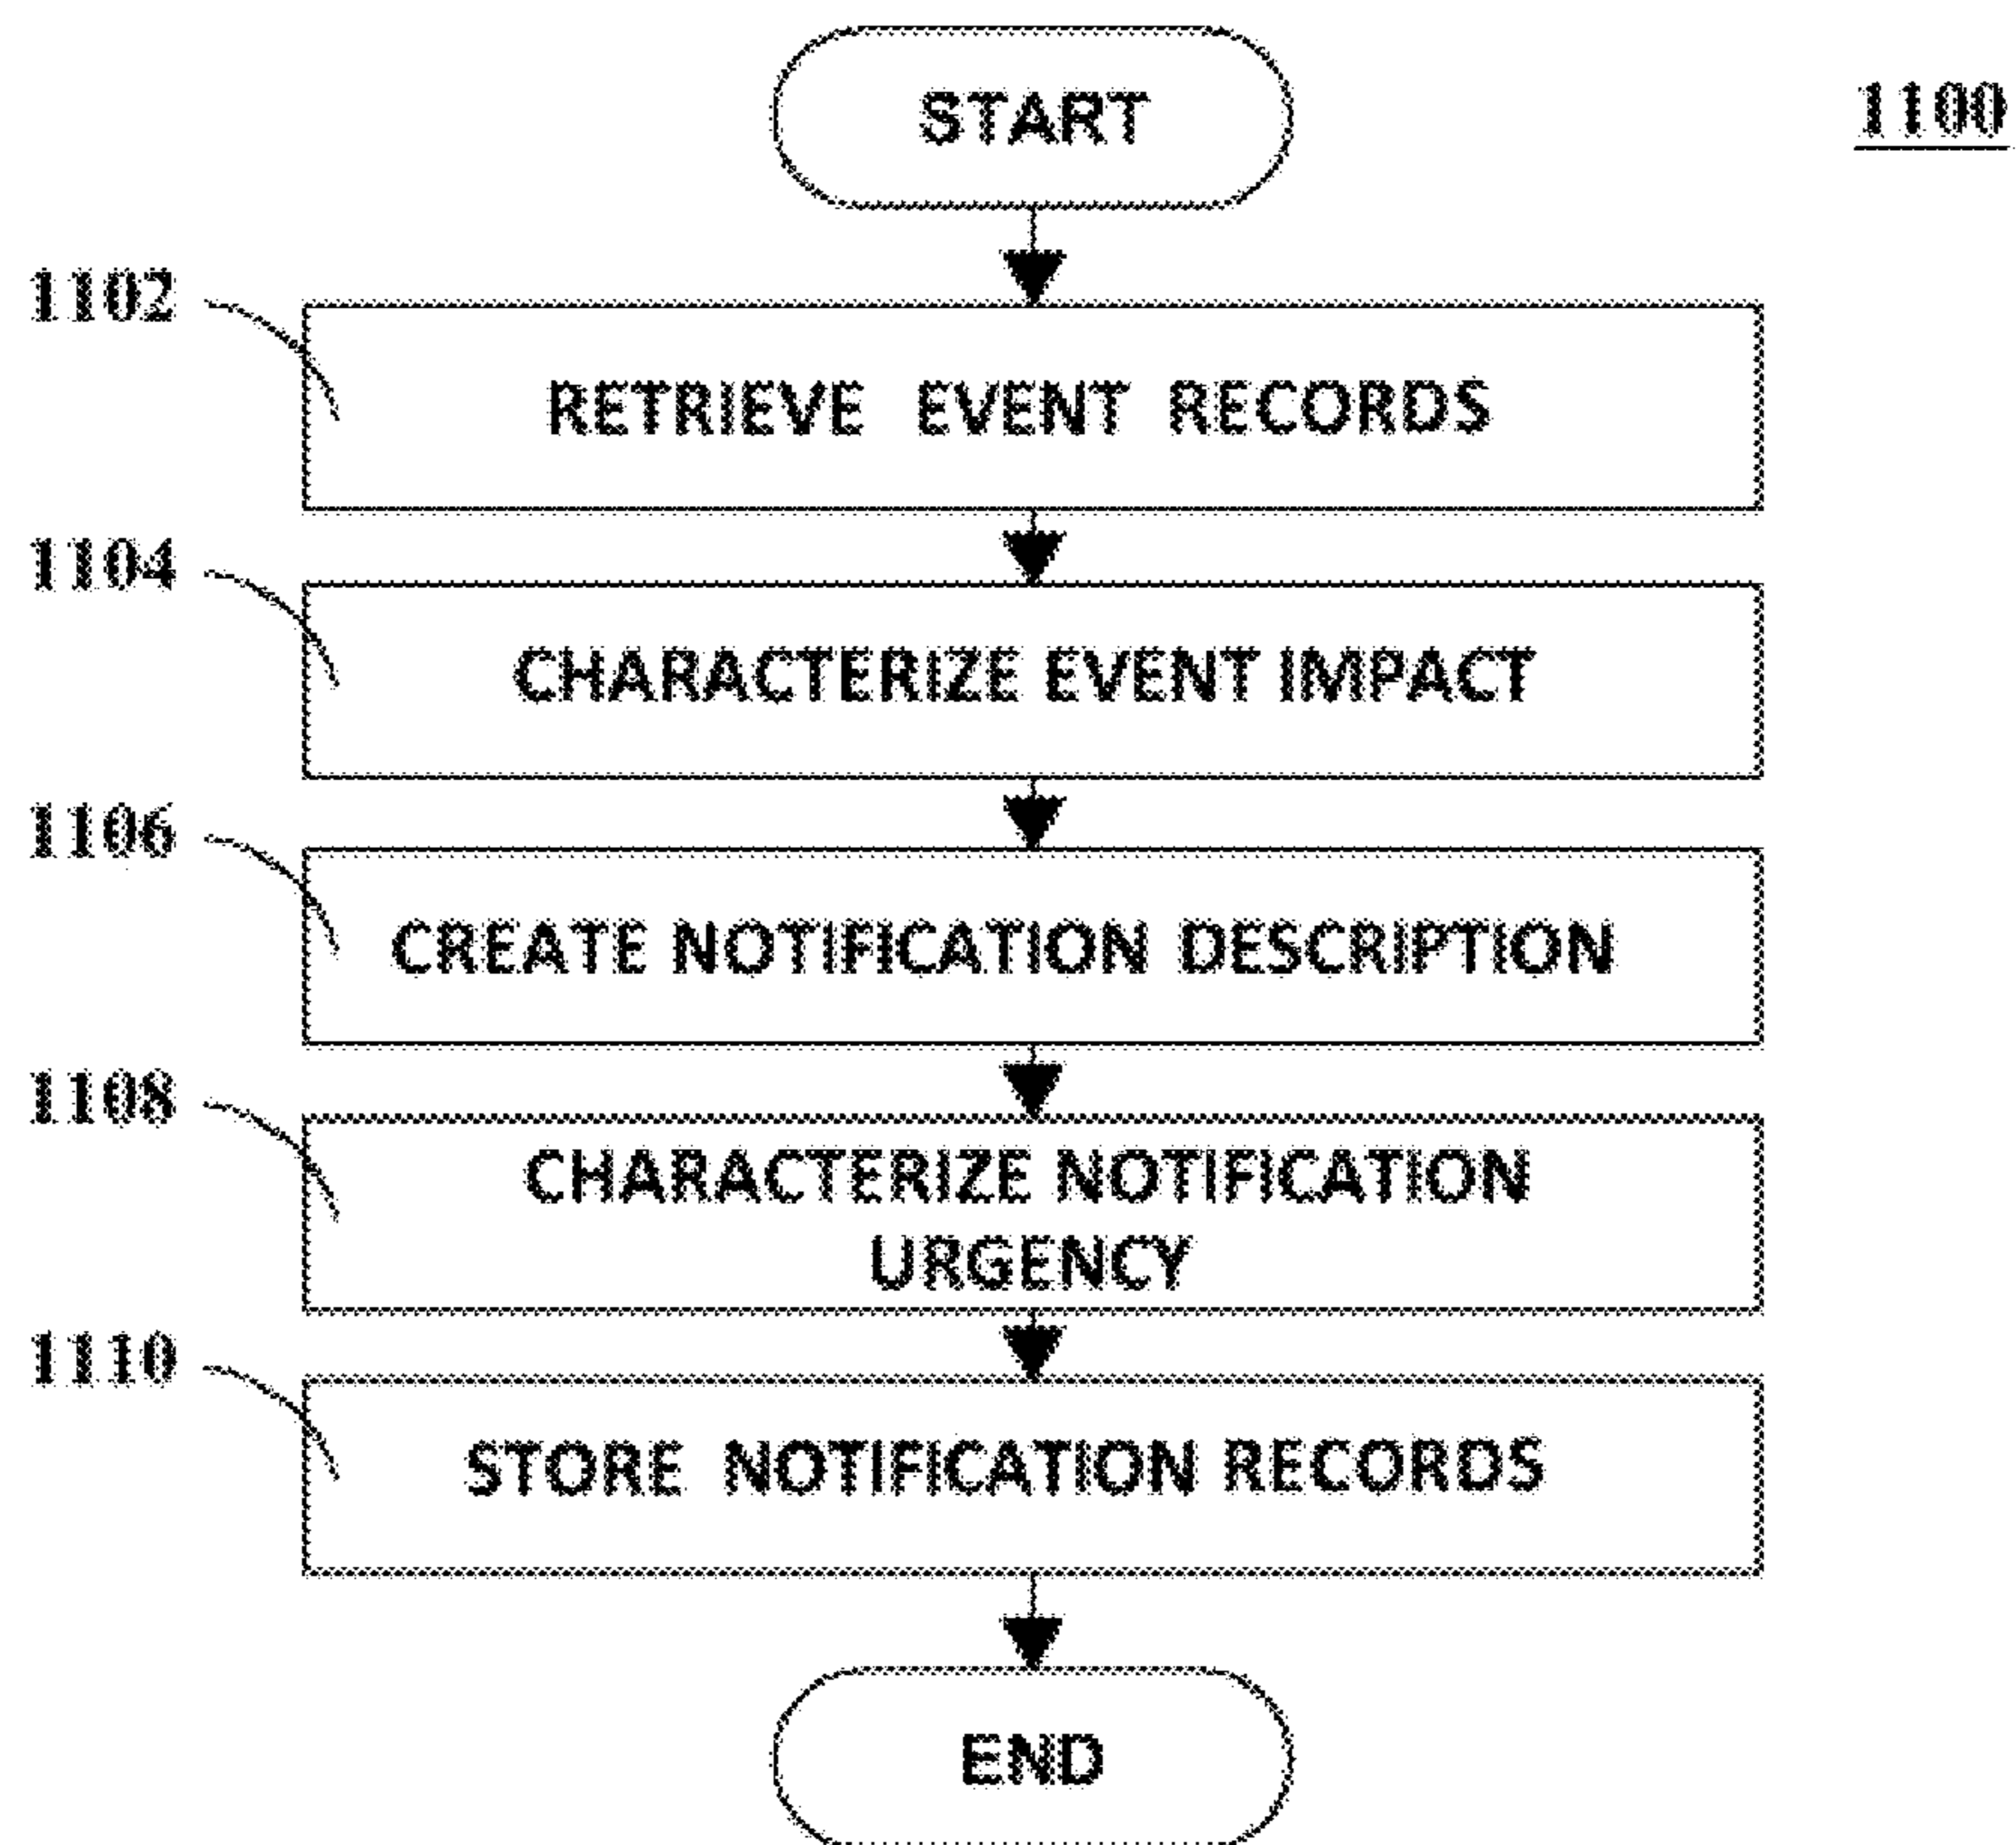 START
1100
1102
RETRIEVE EVENT RECORDS
1104
CHARACTERIZE EVENT IMPACT
1106
CREATE NOTIFICATION DESCRIPTION
1108
CHARACTERIZE NOTIFICATION
URGENCY
1110
STORE NOTIFICATION RECORDS
END